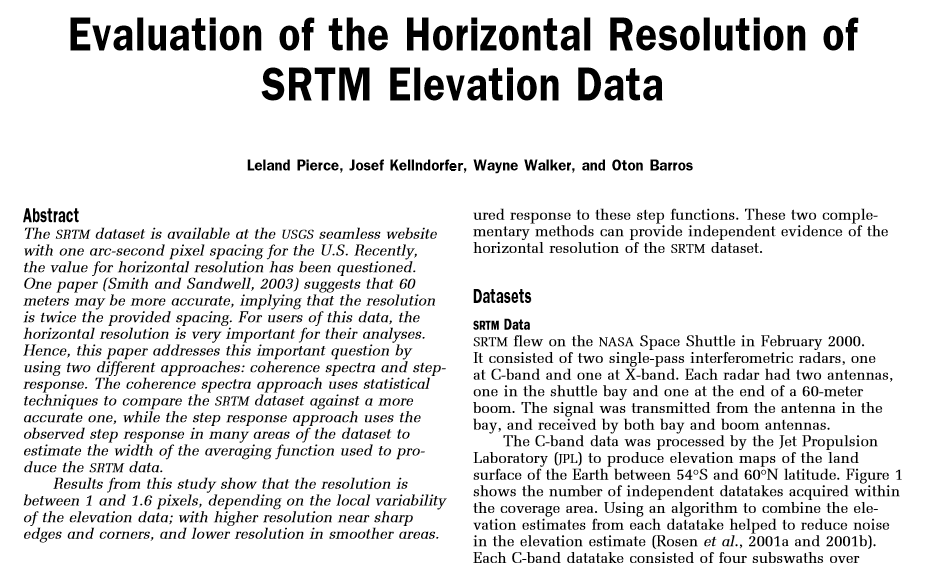 Evaluation of the Horizontal Resolution of
SRTM Elevation Data
Leland Pierce, Josef Kellndorfer, Wayne Walker, and Oton Barros
Abstract
The SRTM dataset is available at the USGS seamless website
with one arc-second pixel spacing for the U.S. Recently,
the value for horizontal resolution has been questioned.
One paper (Smith and Sandwell, 2003) suggests that 60
meters may be more accurate, implying that the resolution
is twice the provided spacing. For users of this data, the
horizontal resolution is very important for their analyses.
Hence, this paper addresses this important question by
using two different approaches: coherence spectra and step-
response. The coherence spectra approach uses statistical
techniques to compare the SRTM dataset against a more
accurate one, while the step response approach uses the
observed step response in many areas of the dataset to
estimate the width of the averaging function used to pro-
duce the SRTM data.
Results from this study show that the resolution is
between 1 and 1.6 pixels, depending on the local variability
of the elevation data; with higher resolution near sharp
edges and corners, and lower resolution in smoother areas.
ured response to these step functions. These two comple-
mentary methods can provide independent evidence of the
horizontal resolution of the SRTM dataset.
Datasets
SRTM Data
SRTM flew on the NASA Space Shuttle in February 2000.
It consisted of two single-pass interferometric radars, one
at C-band and one at X-band. Each radar had two antennas,
one in the shuttle bay and one at the end of a 60-meter
boom. The signal was transmitted from the antenna in the
bay, and received by both bay and boom antennas.
The C-band data was processed by the Jet Propulsion
Laboratory (JPL) to produce elevation maps of the land
surface of the Earth between 54°S and 60°N latitude. Figure 1
shows the number of independent datatakes acquired within
the coverage area. Using an algorithm to combine the ele-
vation estimates from each datatake helped to reduce noise
in the elevation estimate (Rosen et al., 2001a and 2001b).
Each C-band datatake consisted of four subswaths over